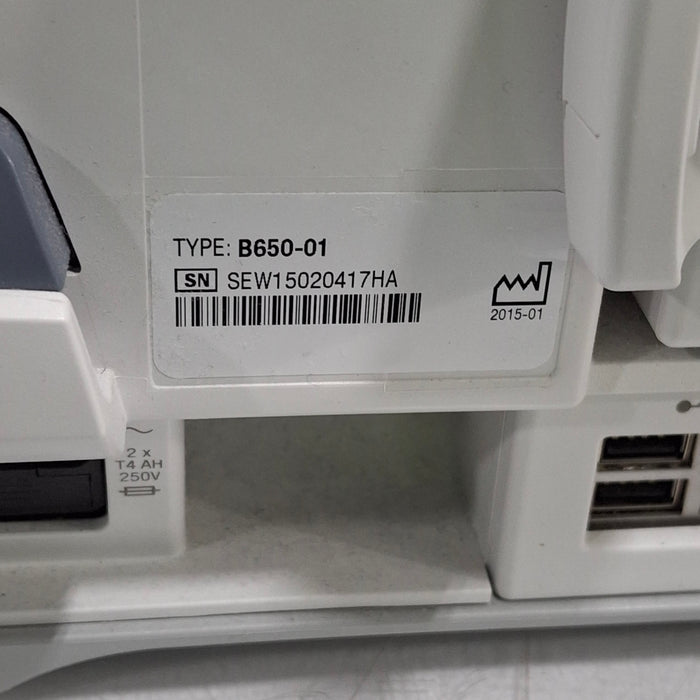 TYPE: B650-01
SN SEW15020417HA
2015-01
2 x
T4 AH
250V